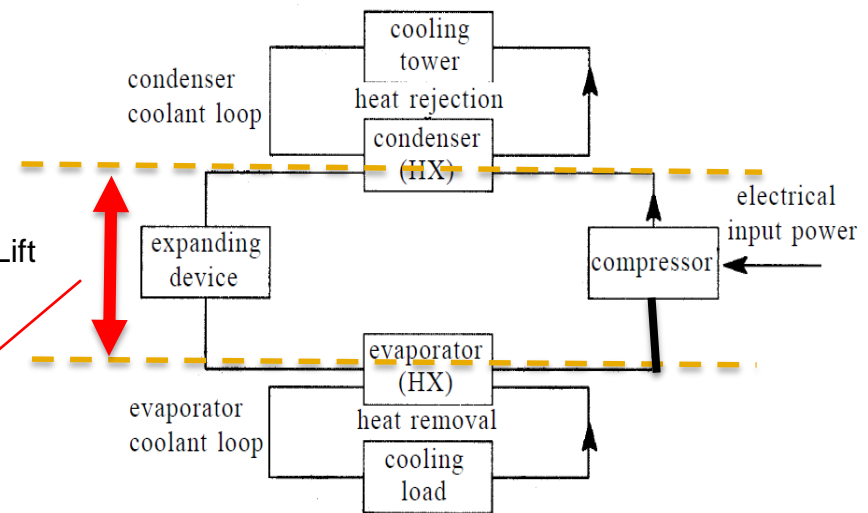 cooling
tower
condenser
coolant loop
heat rejection
condenser
(HX)
electrical
input power
Lift
expanding
device
compressor
evaporator
(HX)
evaporator
coolant loop
heat removal
cooling
load